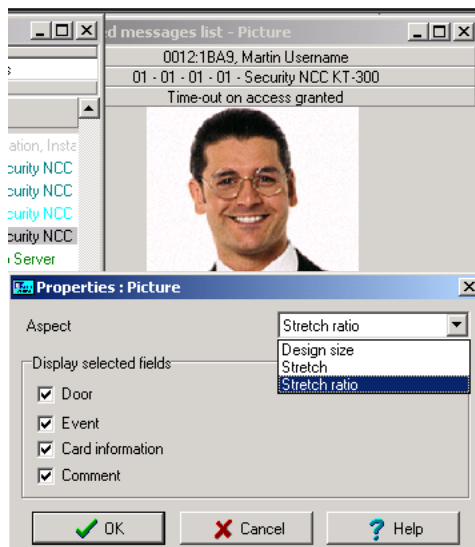 d messages list - Picture
0012:1BA9, Martin Username
01 - 01 - 01 - 01 - Security NCC KT-300
Time-out on access granted
ation, Insta
curity NCC
curity NCC
curity NCC
curity NCC
Server
Properties : Picture
Aspect
Stretch ratio
Design size
Stretch
Stretch ratio
Display selected fields
Door
Event
Card information
Comment
OK
Cancel
Help